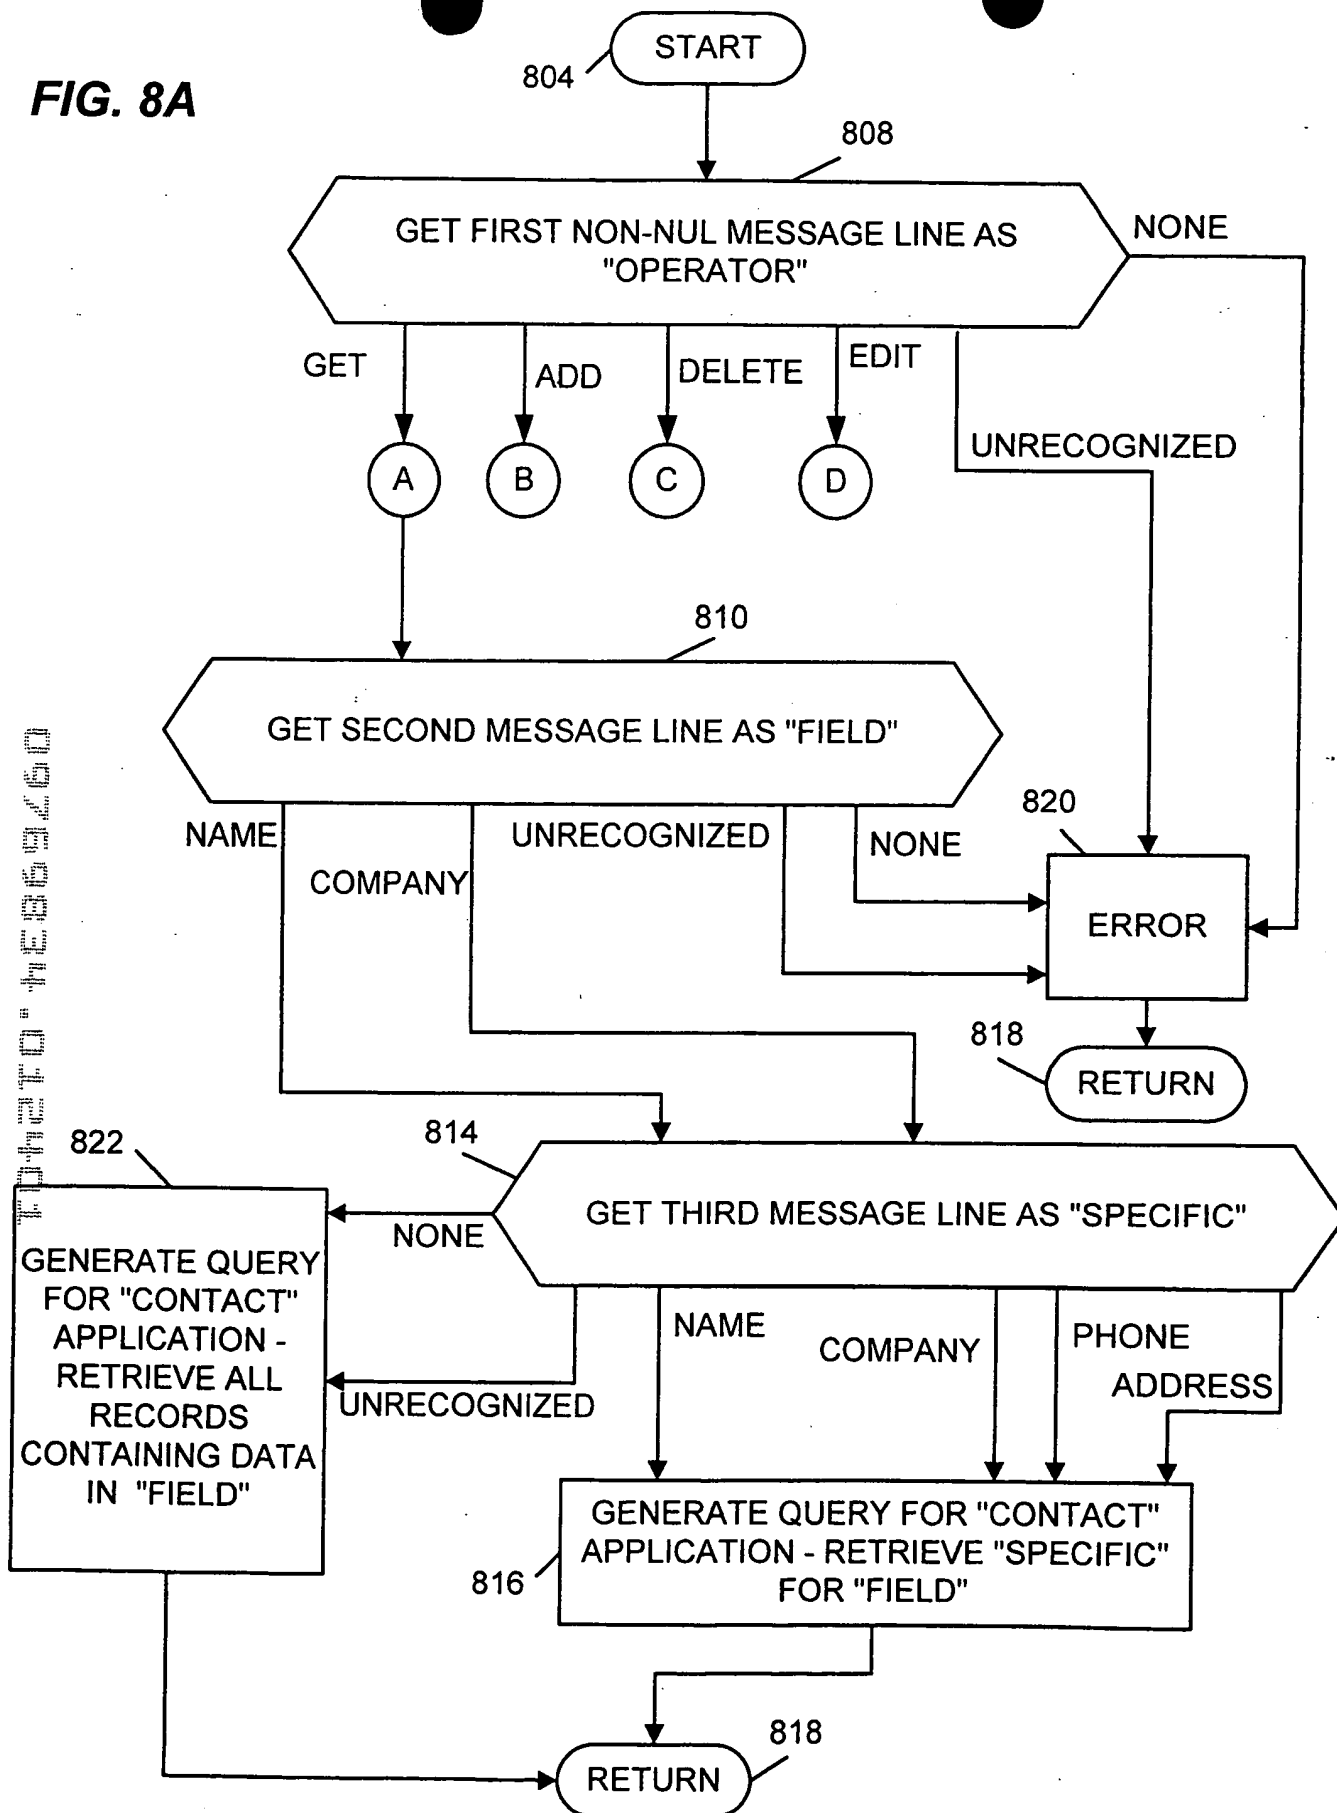 FIG. 8A
START
804
808
GET FIRST NON-NUL MESSAGE LINE AS
"OPERATOR"
NONE
GET
ADD
DELETE
EDIT
UNRECOGNIZED
A
B
C
D
810
GET SECOND MESSAGE LINE AS "FIELD"
NAME
COMPANY
UNRECOGNIZED
NONE
820
ERROR
818
RETURN
822
814
GET THIRD MESSAGE LINE AS "SPECIFIC"
NONE
UNRECOGNIZED
NAME
COMPANY
PHONE
ADDRESS
GENERATE QUERY
FOR "CONTACT"
APPLICATION -
RETRIEVE ALL
RECORDS
CONTAINING DATA
IN "FIELD"
GENERATE QUERY FOR "CONTACT"
APPLICATION - RETRIEVE "SPECIFIC"
FOR "FIELD"
816
818
RETURN